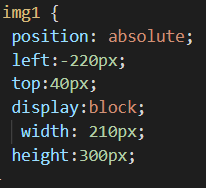 img1 {
position: absolute;
left:-220px;
top:40px;
display:block;
width: 210px;
height:300px;